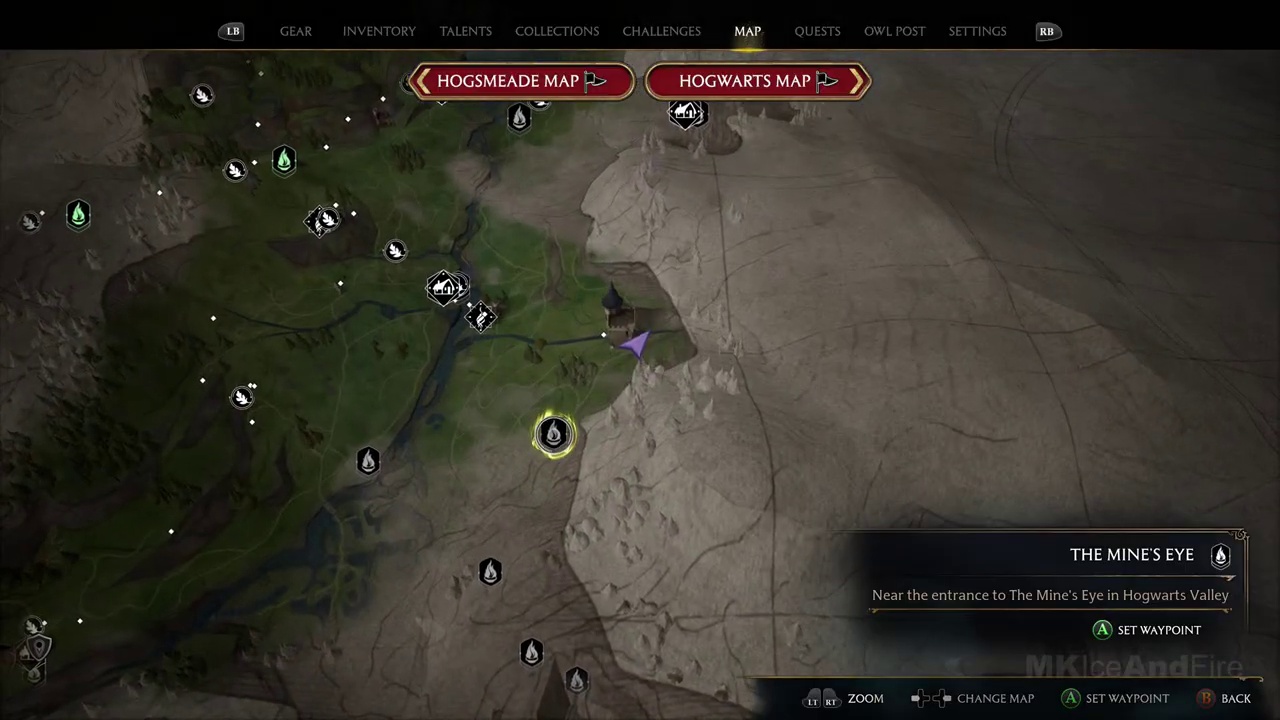 LB GEAR INVENTORY TALENTS COLLECTIONS CHALLENGES MAP QUESTS OWL POST SETTINGS RB
HOGSMEADE MAP HOGWARTS MAP
THE MINE'S EYE
Near the entrance to The Mine's Eye in Hogwarts Valley
A SET WAYPOINT
MKIceAndFire
LT RT ZOOM CHANGE MAP A SET WAYPOINT B BACK